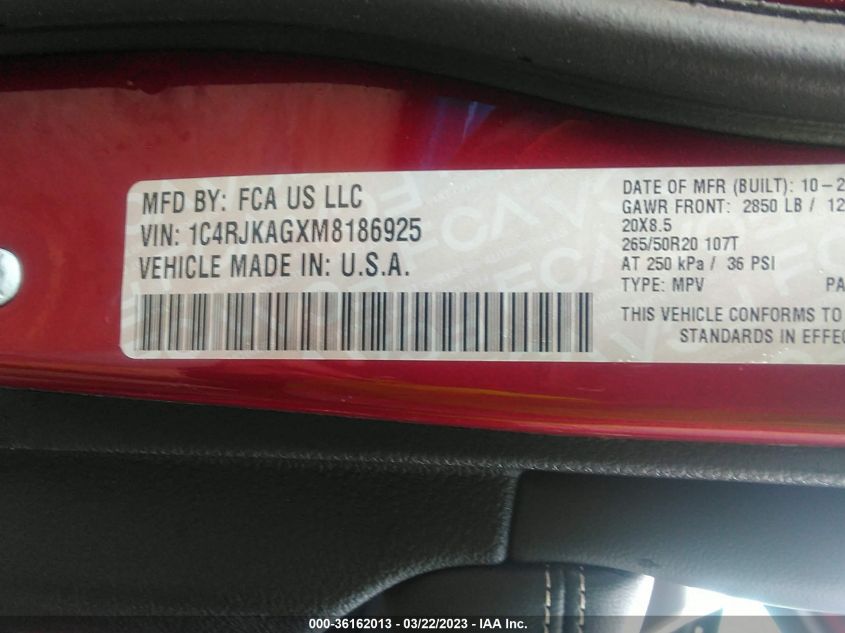 MFD BY: FCA US LLC
VIN: 1C4RJKAGXM8186925
VEHICLE MADE IN: U.S.A.
DATE OF MFR (BUILT): 10-2
GAWR FRONT: 2850 LB / 12
20X8.5
265/50R20 107T
AT 250 kPa / 36 PSI
TYPE: MPV PA
THIS VEHICLE CONFORMS TO
STANDARDS IN EFFEC
000-36162013 - 03/22/2023 - IAA Inc.